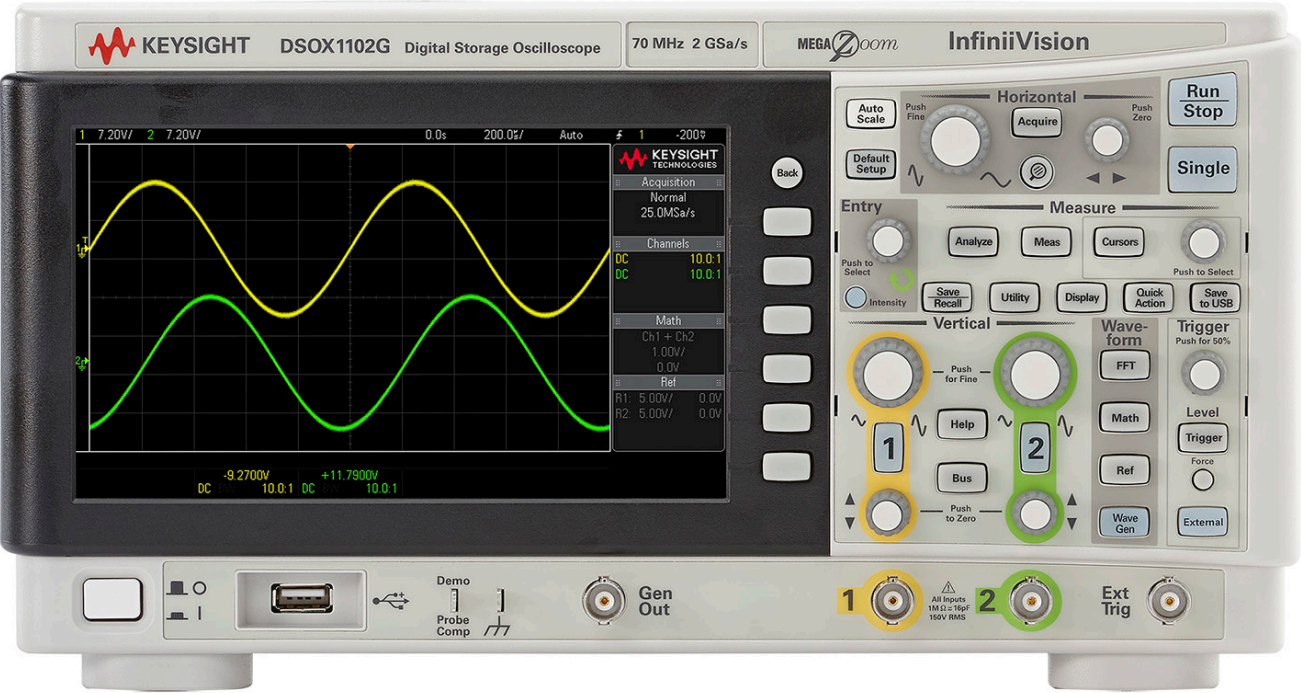 KEYSIGHT DSOX1102G Digital Storage Oscilloscope 70 MHz 2 GSa/s MEGA Zoom InfiniiVision
1 7.20V/ 2 7.20V/ 0.0s 200.0µs/ Auto 1
KEYSIGHT
TECHNOLOGIES
Acquisition
Normal
25.0MSa/s
Channels
DC 10.0:1
DC 10.0:1
Math
Ch1 + Ch2
1.00V/
0.0V
Ref
R1: 5.00V/ 0.0V
R2: 5.00V/ 0.0V
T
1
2
-9.2700V +11.7900V
DC BW 10.0:1 DC BW 10.0:1
Back
Auto
Scale
Default
Setup
Horizontal
Push
Fine
Acquire
Push
Zero
Run
Stop
Single
Entry
Push to
Select
Intensity
Measure
Analyze
Meas
Cursors
Push to Select
Save
Recall
Utility
Display
Quick
Action
Save
to USB
Vertical
Push
for Fine
1
Help
2
Bus
Push
to Zero
Wave-
form
FFT
Math
Ref
Wave
Gen
Trigger
Push for 50%
Level
Trigger
Force
External
Demo
Probe
Comp
Gen
Out
1
All Inputs
1MΩ = 16pF
150V RMS
2
Ext
Trig